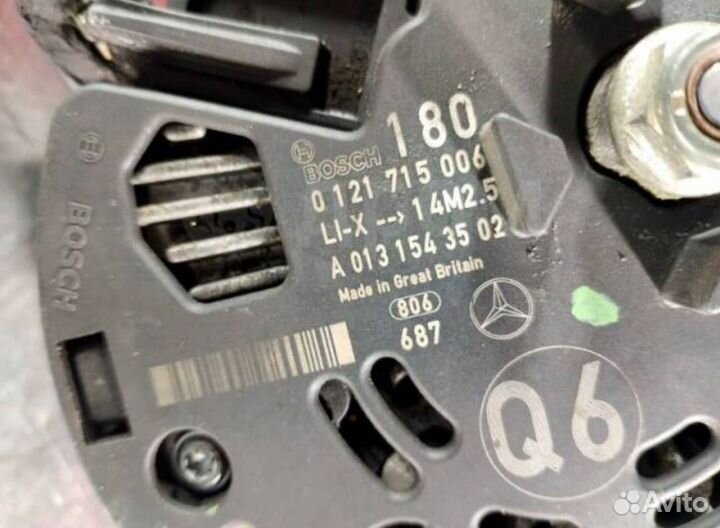 BOSCH
BOSCH 180
0 121 715 006
LI-X --> 14M2.5
A 013 154 35 02
Made in Great Britain
806
687
Q6
Avito